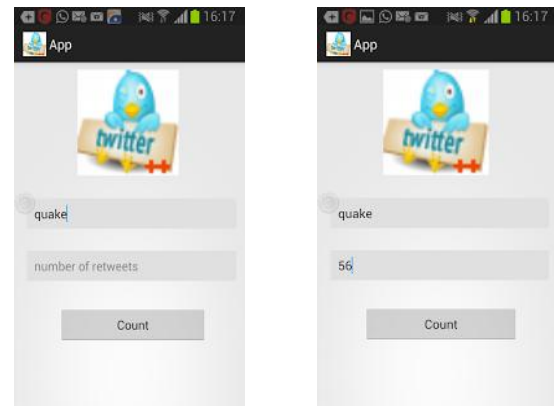 16:17
App
twitter
++
quake
number of retweets
Count
16:17
App
twitter
++
quake
56
Count